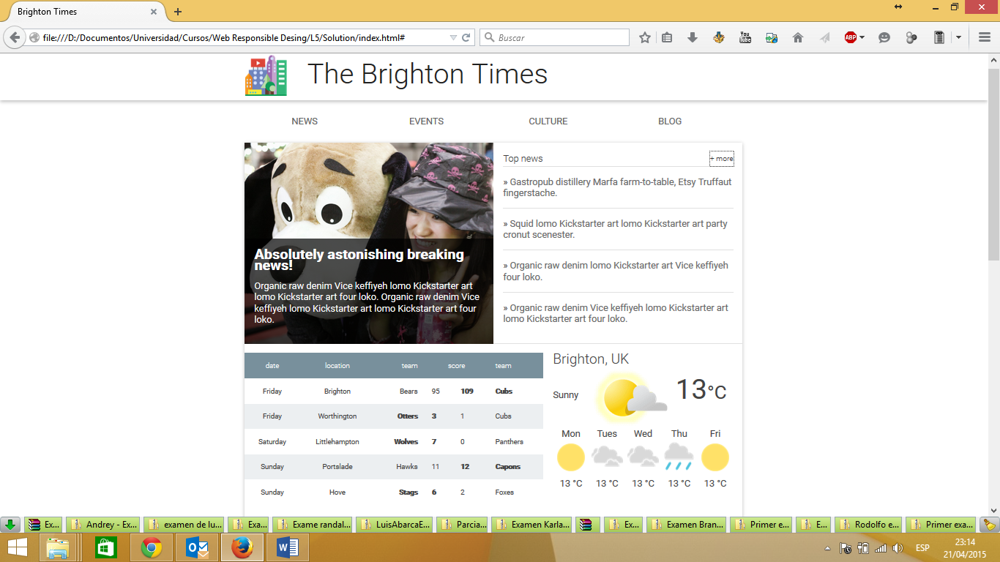 Brighton Times
file:///D:/Documentos/Universidad/Cursos/Web Responsible Desing/L5/Solution/index.html#
Buscar
You Tube
ABP
The Brighton Times
NEWS EVENTS CULTURE BLOG
Absolutely astonishing breaking
news!
Organic raw denim Vice keffiyeh lomo Kickstarter art
lomo Kickstarter art four loko. Organic raw denim Vice
keffiyeh lomo Kickstarter art lomo Kickstarter art four
loko.
Top news + more
» Gastropub distillery Marfa farm-to-table, Etsy Truffaut
fingerstache.
» Squid lomo Kickstarter art lomo Kickstarter art party
cronut scenester.
» Organic raw denim lomo Kickstarter art Vice keffiyeh
four loko.
» Organic raw denim Vice keffiyeh lomo Kickstarter art
lomo Kickstarter art four loko.
date location team score team
Friday Brighton Bears 95 109 Cubs
Friday Worthington Otters 3 1 Cubs
Saturday Littlehampton Wolves 7 0 Panthers
Sunday Portslade Hawks 11 12 Capons
Sunday Hove Stags 6 2 Foxes
Brighton, UK
Sunny 13°C
Mon Tues Wed Thu Fri
13 °C 13 °C 13 °C 13 °C 13 °C
Ex... Andrey - Ex... examen de lu... Exa... Exame randal... LuisAbarcaE... Parcia... Examen Karla... Ex... Examen Bran... Primer e... E... Rodolfo e... Primer exa...
ESP
23:14
21/04/2015